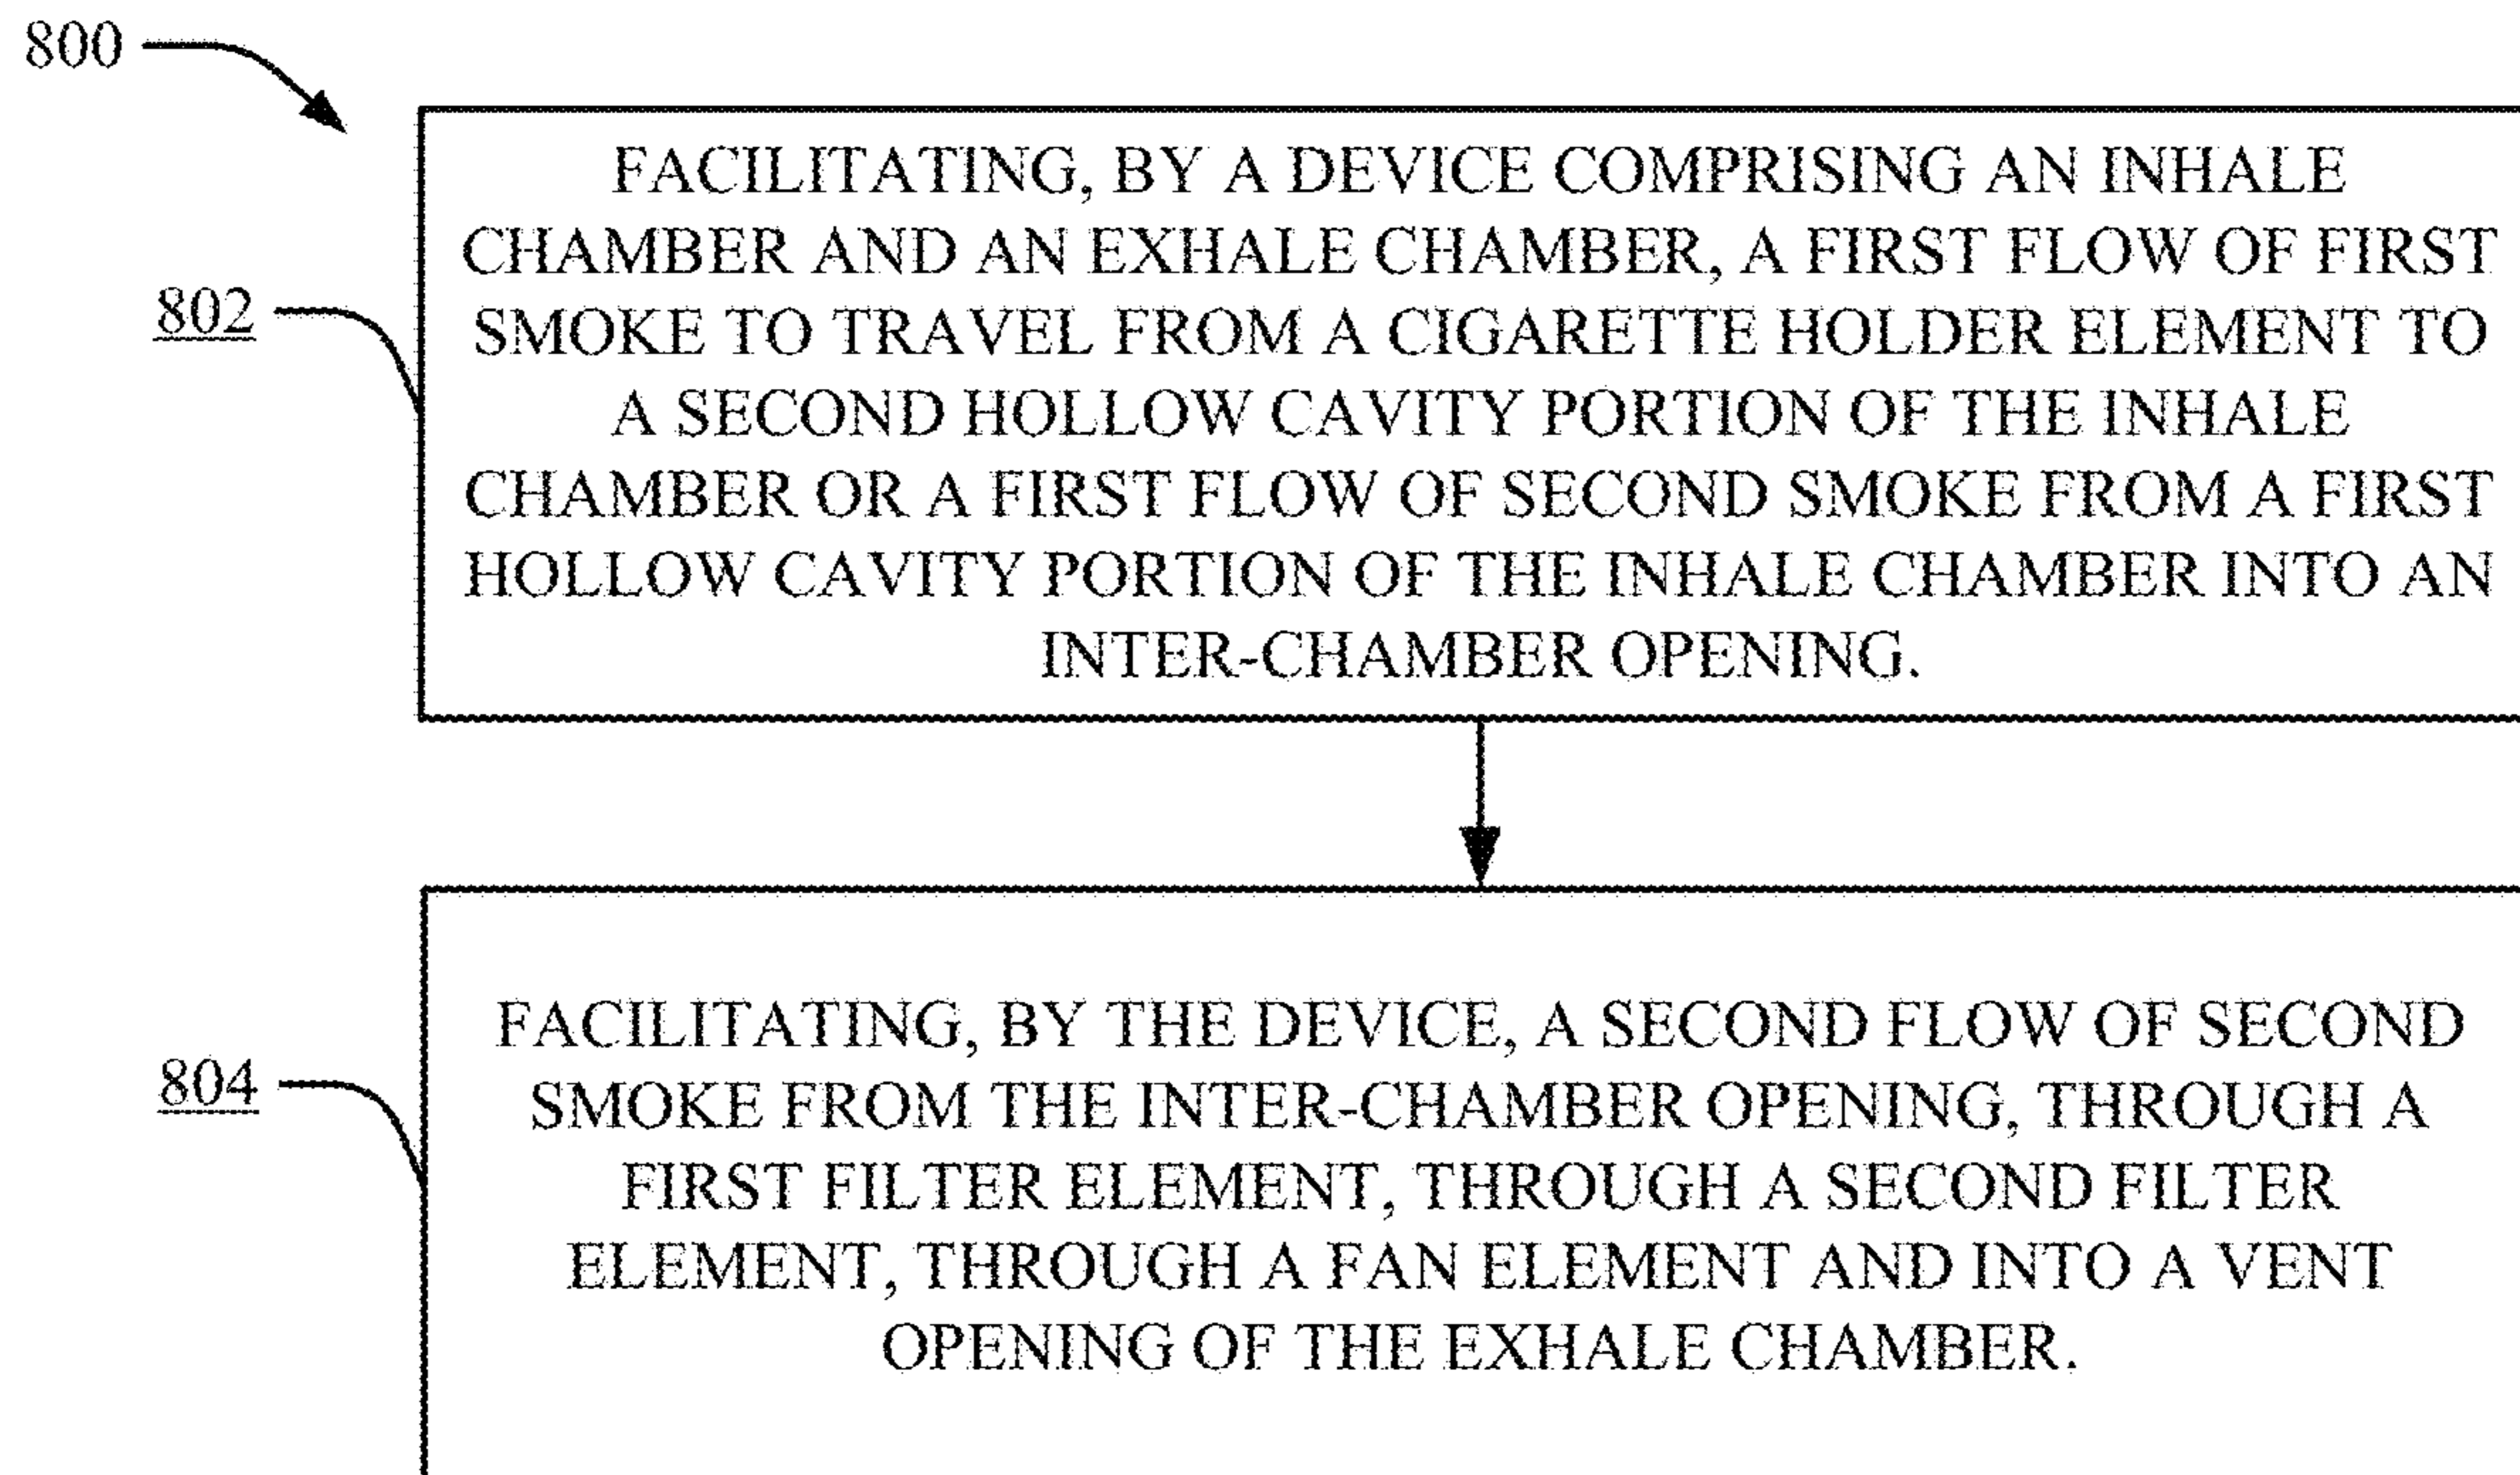 800
FACILITATING, BY A DEVICE COMPRISING AN INHALE
CHAMBER AND AN EXHALE CHAMBER, A FIRST FLOW OF FIRST
802
SMOKE TO TRAVEL FROM A CIGARETTE HOLDER ELEMENT TO
A SECOND HOLLOW CAVITY PORTION OF THE INHALE
CHAMBER OR A FIRST FLOW OF SECOND SMOKE FROM A FIRST
HOLLOW CAVITY PORTION OF THE INHALE CHAMBER INTO AN
INTER-CHAMBER OPENING.
804
FACILITATING, BY THE DEVICE, A SECOND FLOW OF SECOND
SMOKE FROM THE INTER-CHAMBER OPENING, THROUGH A
FIRST FILTER ELEMENT, THROUGH A SECOND FILTER
ELEMENT, THROUGH A FAN ELEMENT AND INTO A VENT
OPENING OF THE EXHALE CHAMBER.